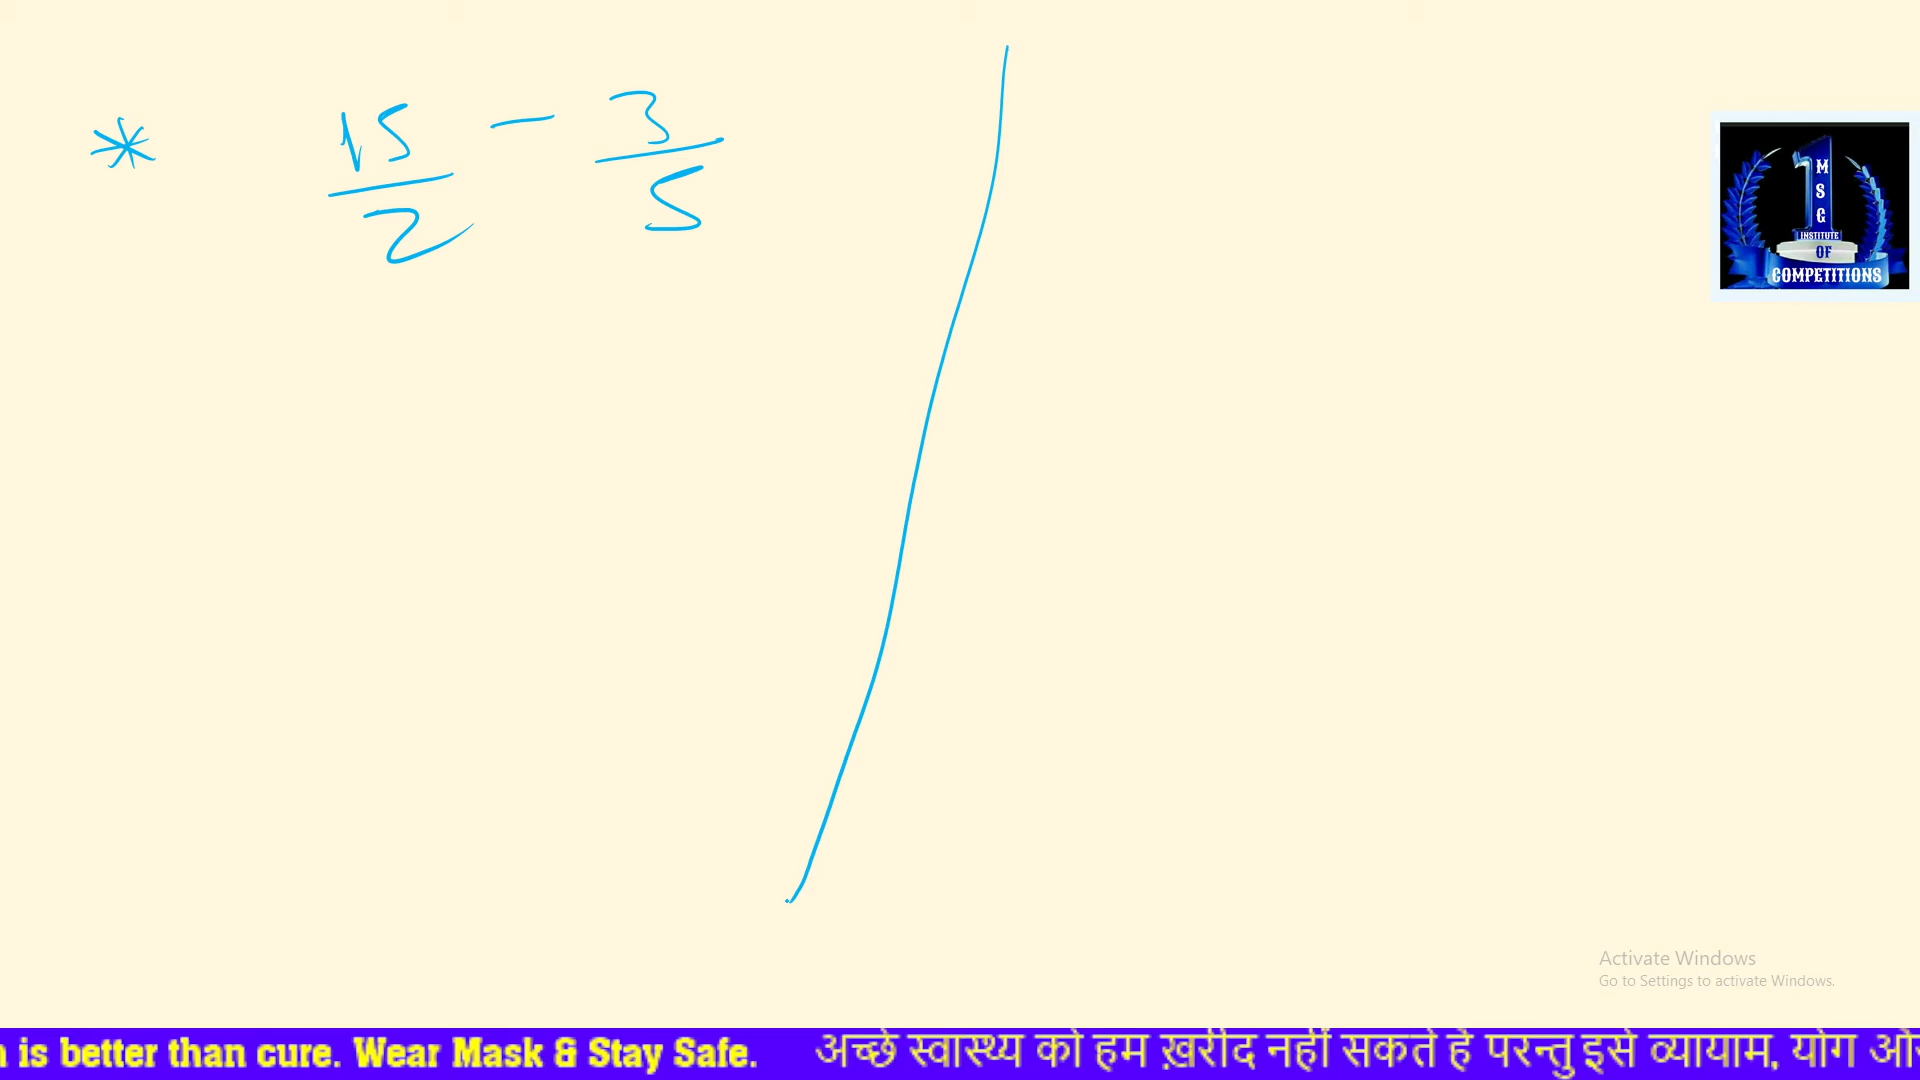 * 15/2 - 3/5
1 M S G
INSTITUTE
OF
COMPETITIONS
Activate Windows
Go to Settings to activate Windows.
is better than cure. Wear Mask & Stay Safe. अच्छे स्वास्थ्य को हम ख़रीद नहीं सकते हे परन्तु इसे व्यायाम, योग